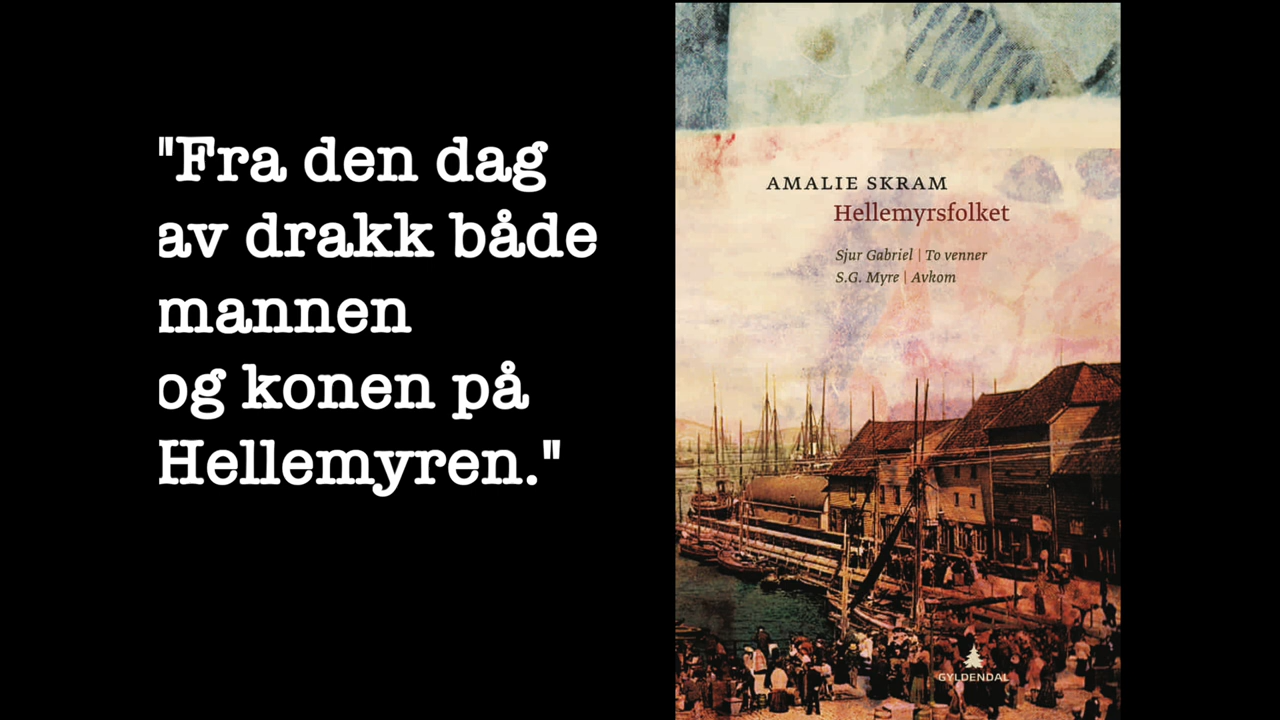 "Fra den dag
av drakk både
mannen
og konen på
Hellemyren."
AMALIE SKRAM
Hellemyrsfolket
Sjur Gabriel | To venner
S.G. Myre | Avkom
GYLDENDAL